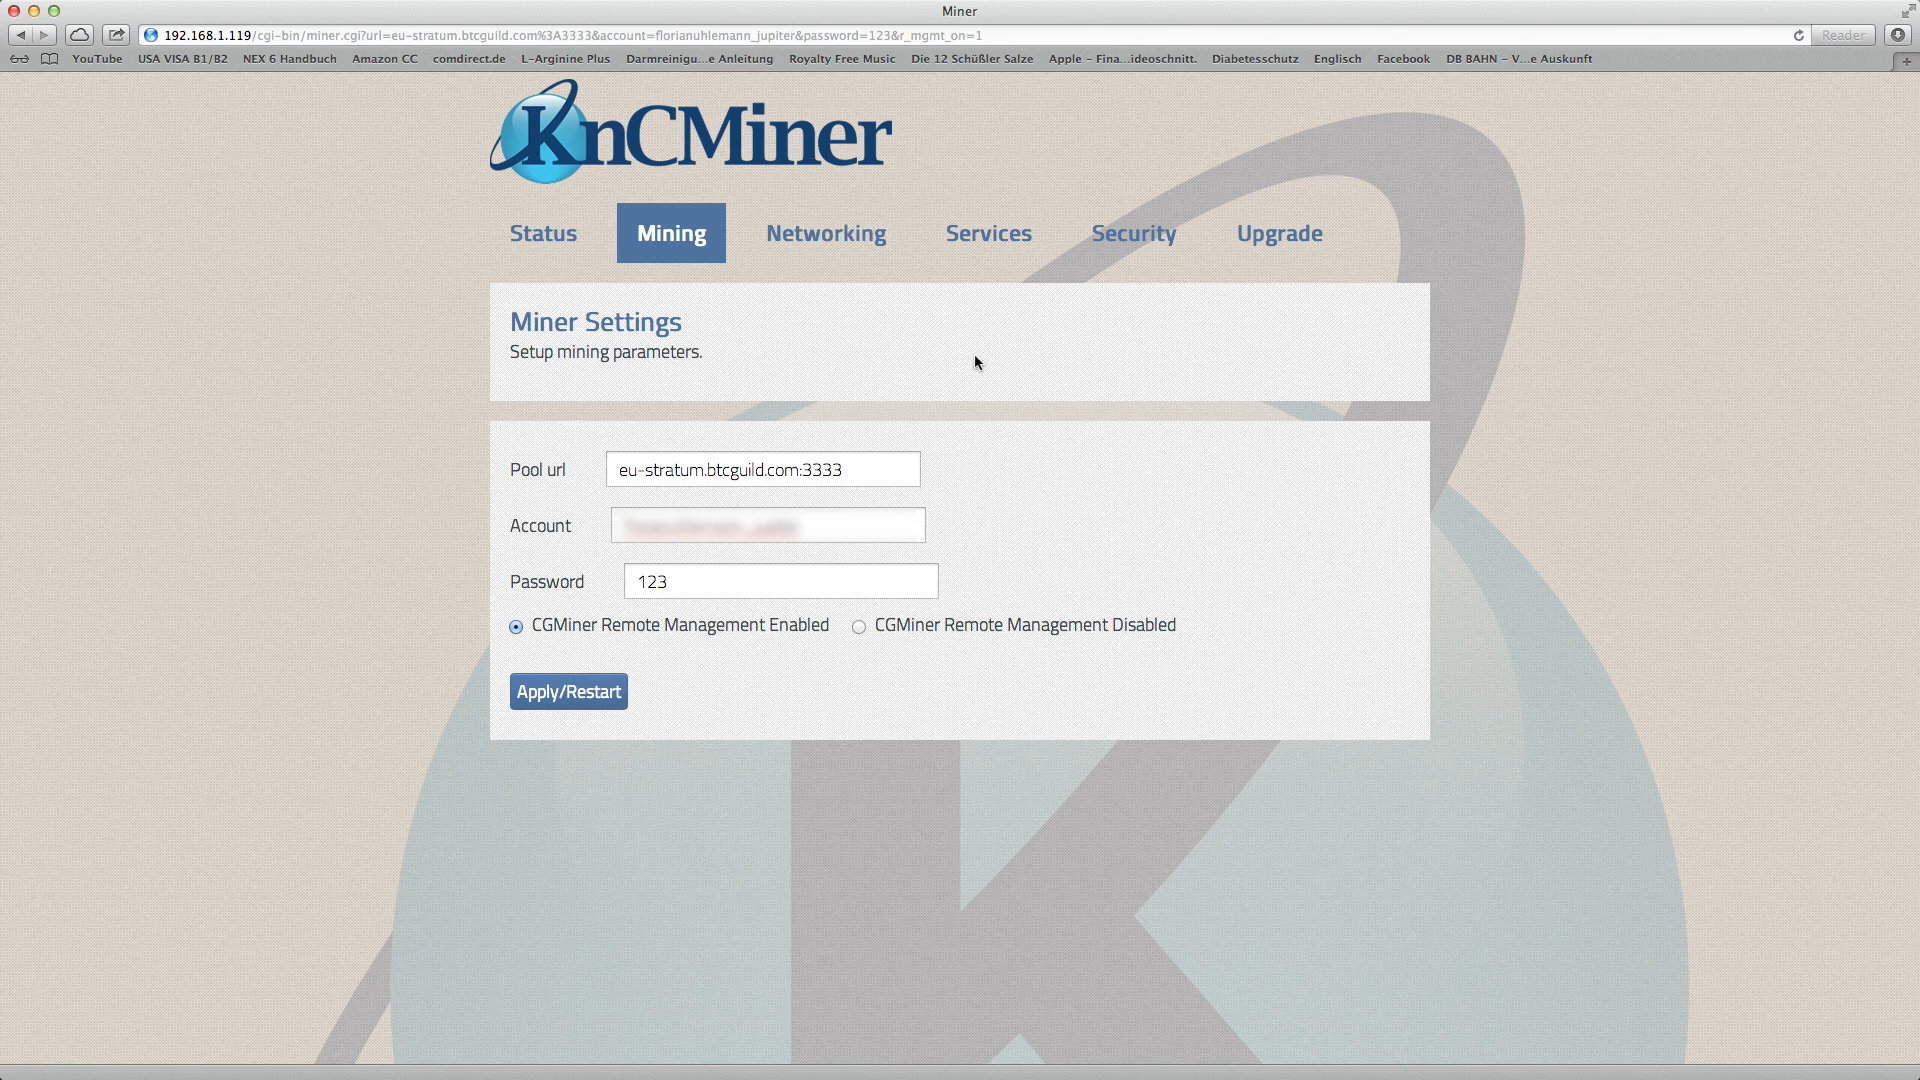 Miner
192.168.1.119/cgi-bin/miner.cgi?url=eu-stratum.btcguild.com%3A3333&account=florianuhlemann_jupiter&password=123&r_mgmt_on=1
Reader
YouTube USA VISA B1/B2 NEX 6 Handbuch Amazon CC comdirect.de L-Arginine Plus Darmreinigu...e Anleitung Royalty Free Music Die 12 Schüßler Salze Apple - Fina...ideoschnitt. Diabetesschutz Englisch Facebook DB BAHN - V...e Auskunft
KnCMiner
Status Mining Networking Services Security Upgrade
Miner Settings
Setup mining parameters.
Pool url eu-stratum.btcguild.com:3333
Account
Password 123
CGMiner Remote Management Enabled CGMiner Remote Management Disabled
Apply/Restart
K